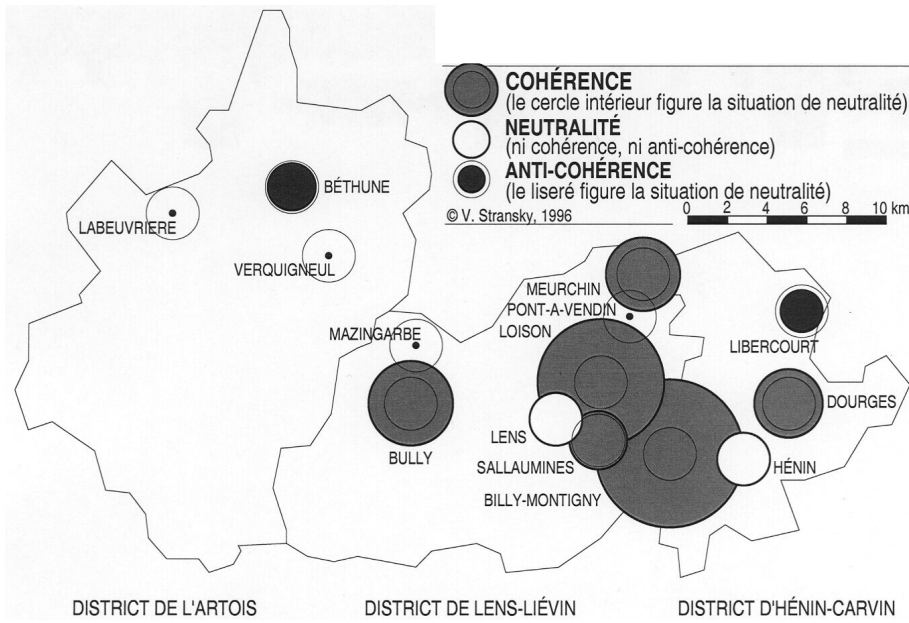 COHÉRENCE
(le cercle intérieur figure la situation de neutralité)
NEUTRALITÉ
(ni cohérence, ni anti-cohérence)
ANTI-COHÉRENCE
(le liseré figure la situation de neutralité)
© V. Stransky, 1996
0 2 4 6 8 10 km
BÉTHUNE
LABEUVRIERE
VERQUIGNEUL
MEURCHIN
PONT-A-VENDIN
MAZINGARBE
LOISON
LIBERCOURT
DOURGES
LENS
BULLY
SALLAUMINES
HÉNIN
BILLY-MONTIGNY
DISTRICT DE L'ARTOIS
DISTRICT DE LENS-LIÉVIN
DISTRICT D'HÉNIN-CARVIN